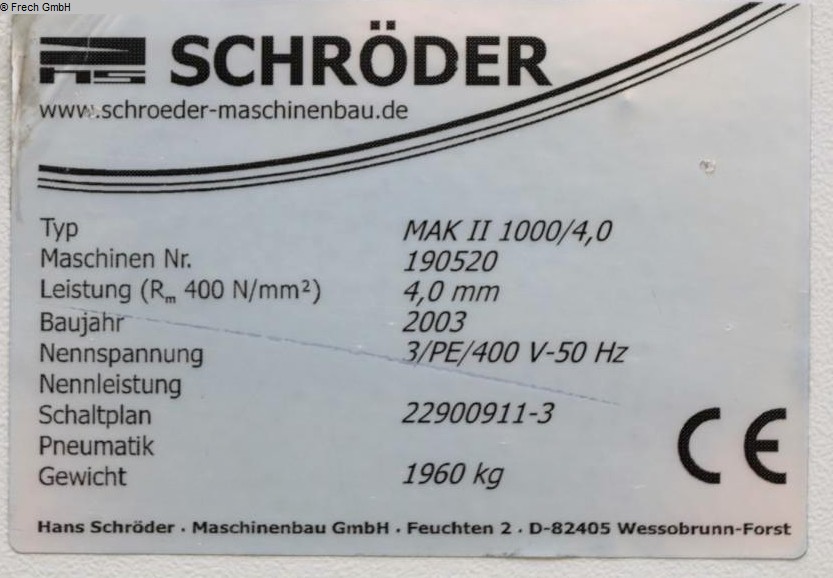 © Frech GmbH
HS SCHRÖDER
www.schroeder-maschinenbau.de
Typ MAK II 1000/4,0
Maschinen Nr. 190520
Leistung (Rₘ 400 N/mm²) 4,0 mm
Baujahr 2003
Nennspannung 3/PE/400 V-50 Hz
Nennleistung
Schaltplan 22900911-3
Pneumatik
Gewicht 1960 kg
CE
Hans Schröder · Maschinenbau GmbH · Feuchten 2 · D-82405 Wessobrunn-Forst